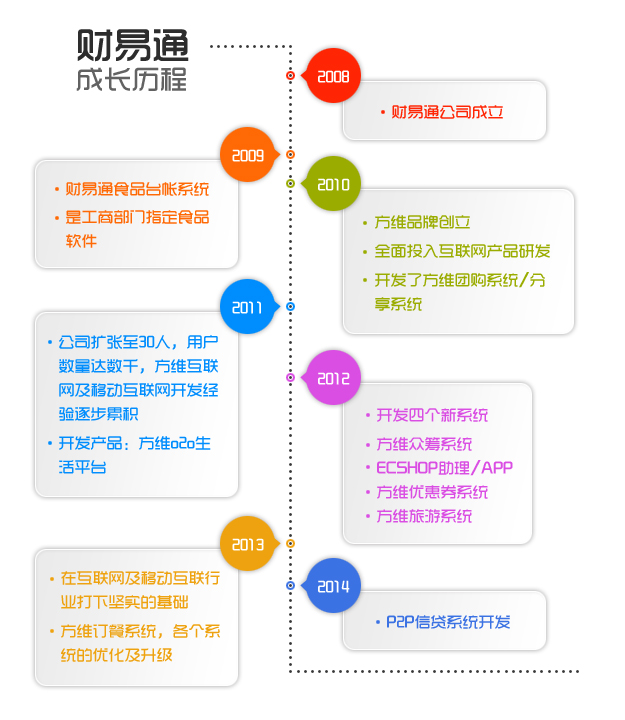 财易通
成长历程
2008
• 财易通公司成立
2009
• 财易通食品台帐系统
• 是工商部门指定食品
软件
2010
• 方维品牌创立
• 全面投入互联网产品研发
• 开发了方维团购系统/分
享系统
2011
• 公司扩张至30人，用户
数量达数千，方维互联
网及移动互联网开发经
验逐步累积
• 开发产品：方维o2o生
活平台
2012
• 开发四个新系统
• 方维众筹系统
• ECSHOP助理/APP
• 方维优惠券系统
• 方维旅游系统
2013
• 在互联网及移动互联行
业打下坚实的基础
• 方维订餐系统，各个系
统的优化及升级
2014
• P2P信贷系统开发